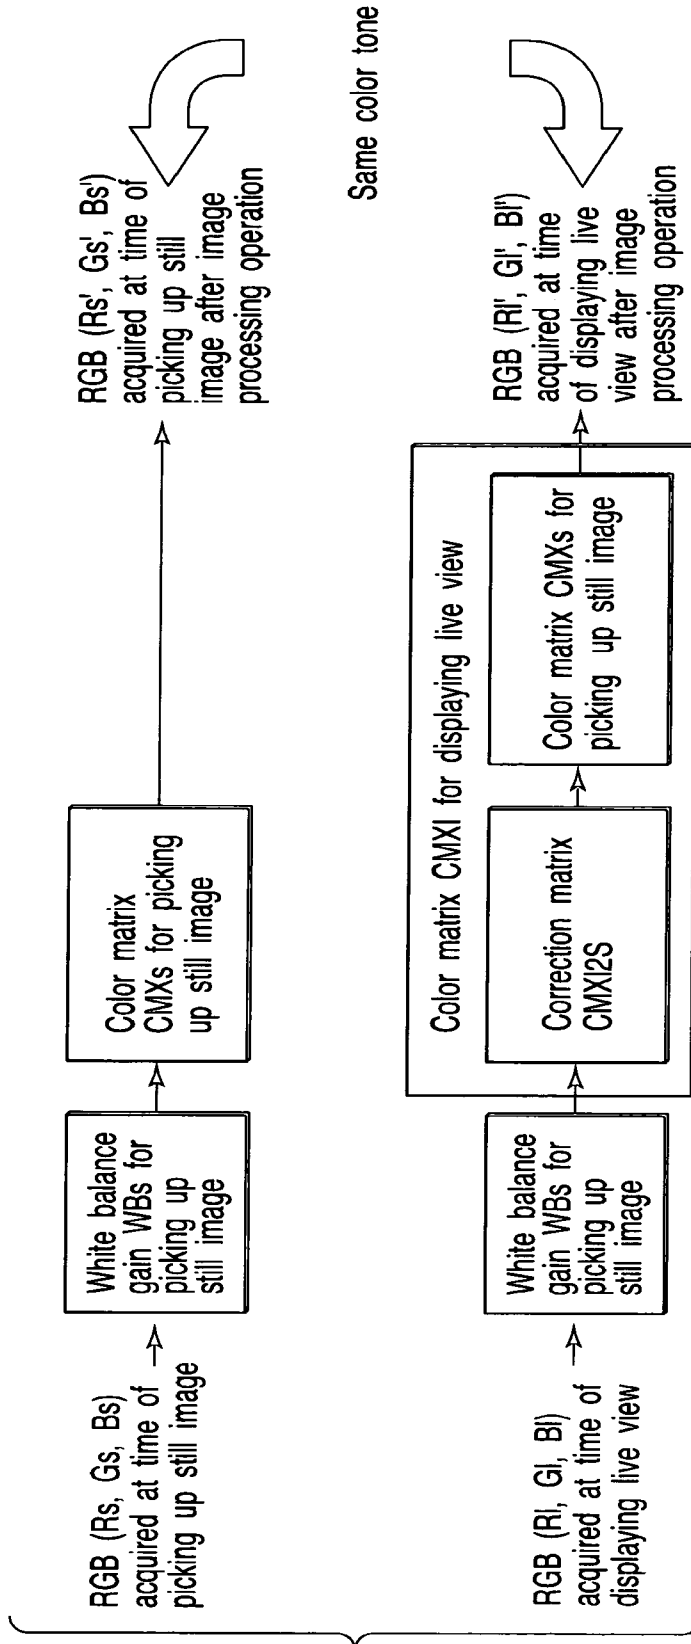 RGB (Rs, Gs, Bs)
acquired at time of
picking up still image
White balance
gain WBs for
picking up
still image
Color matrix
CMXs for picking
up still image
RGB (Rs', Gs', Bs')
acquired at time of
picking up still
image after image
processing operation
Same color tone
RGB (Rl, Gl, Bl)
acquired at time of
displaying live view
White balance
gain WBs for
picking up
still image
Color matrix CMXl for displaying live view
Correction matrix
CMXl2S
Color matrix CMXs for
picking up still image
RGB (Rl', Gl', Bl')
acquired at time
of displaying live
view after image
processing operation